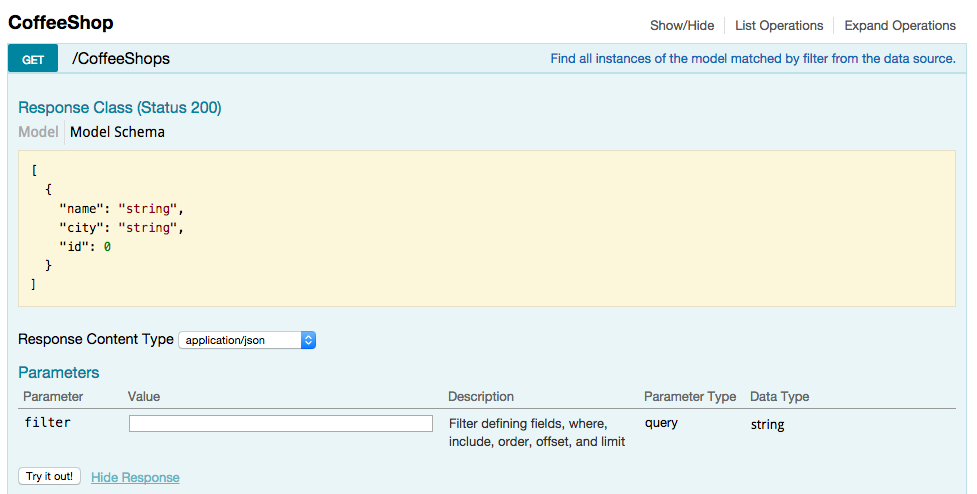 CoffeeShop
Show/Hide List Operations Expand Operations
GET /CoffeeShops Find all instances of the model matched by filter from the data source.
Response Class (Status 200)
Model Model Schema
[
{
"name": "string",
"city": "string",
"id": 0
}
]
Response Content Type application/json
Parameters
Parameter Value Description Parameter Type Data Type
filter Filter defining fields, where, query string
include, order, offset, and limit
Try it out! Hide Response